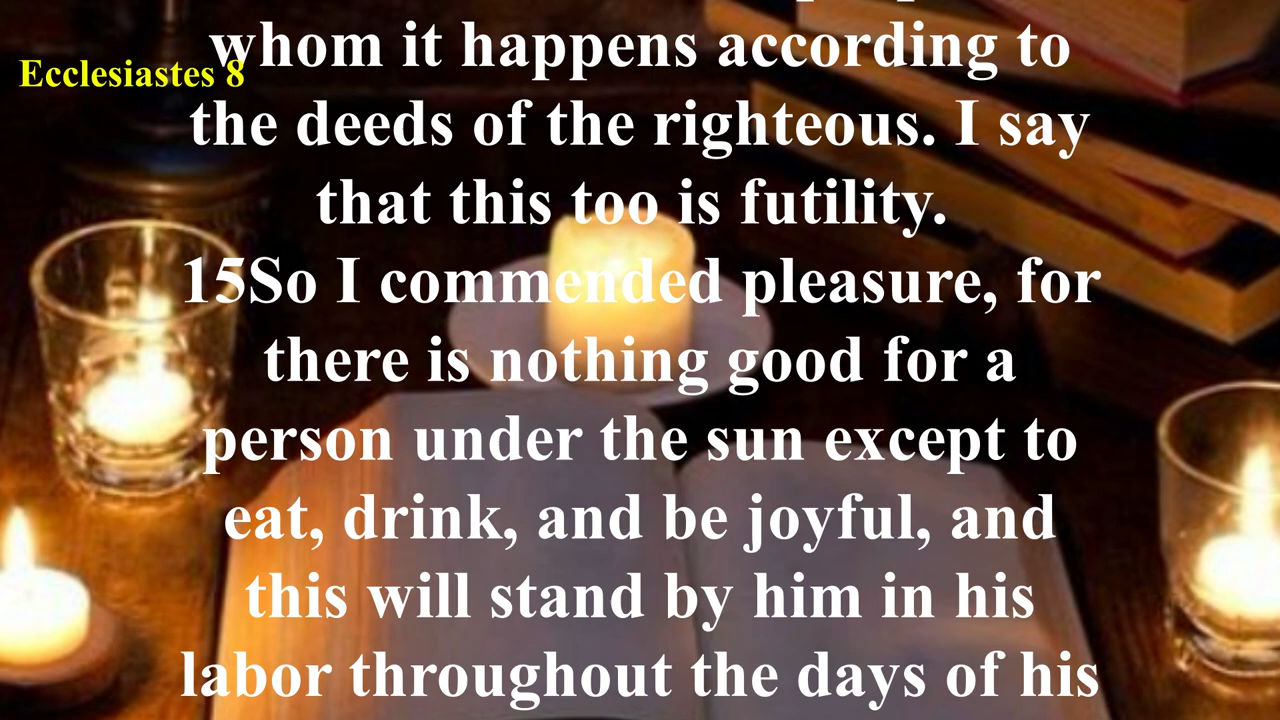 whom it happens according to
Ecclesiastes 8
the deeds of the righteous. I say
that this too is futility.
15So I commended pleasure, for
there is nothing good for a
person under the sun except to
eat, drink, and be joyful, and
this will stand by him in his
labor throughout the days of his